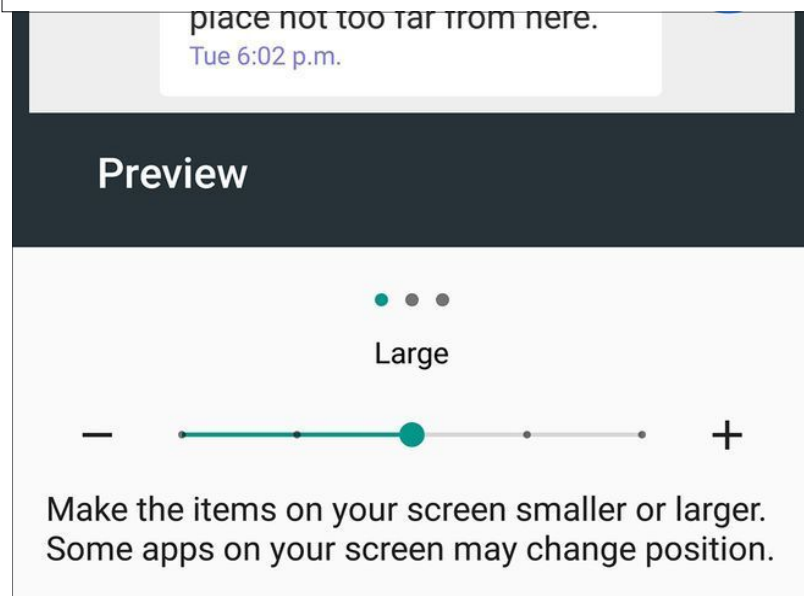 place not too far from here.
Tue 6:02 p.m.
Preview
Large
Make the items on your screen smaller or larger.
Some apps on your screen may change position.